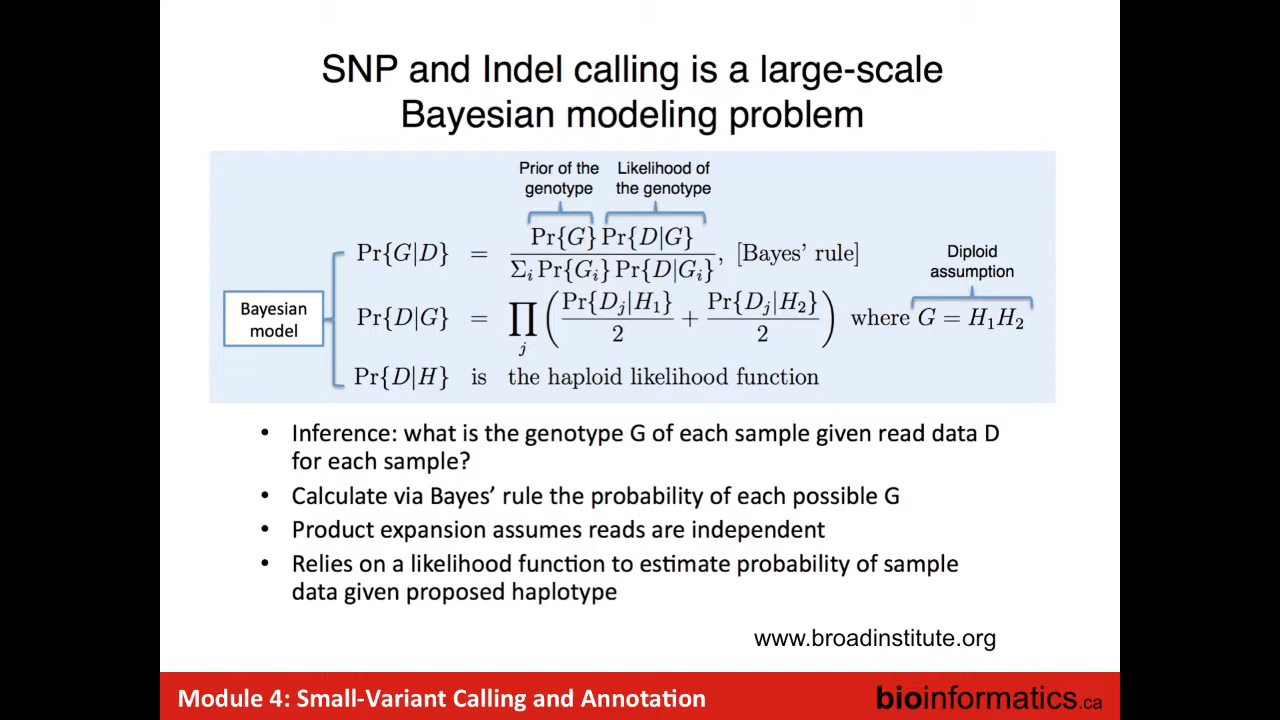 SNP and Indel calling is a large-scale
Bayesian modeling problem
Prior of the
genotype
Likelihood of
the genotype
Pr{G|D} = Pr{G} Pr{D|G} / Σᵢ Pr{Gᵢ} Pr{D|Gᵢ}, [Bayes’ rule]
Diploid
assumption
Bayesian
model
Pr{D|G} = ∏ⱼ ( Pr{Dⱼ|H₁} / 2 + Pr{Dⱼ|H₂} / 2 ) where G = H₁H₂
Pr{D|H} is the haploid likelihood function
• Inference: what is the genotype G of each sample given read data D
for each sample?
• Calculate via Bayes’ rule the probability of each possible G
• Product expansion assumes reads are independent
• Relies on a likelihood function to estimate probability of sample
data given proposed haplotype
www.broadinstitute.org
Module 4: Small-Variant Calling and Annotation
bioinformatics.ca